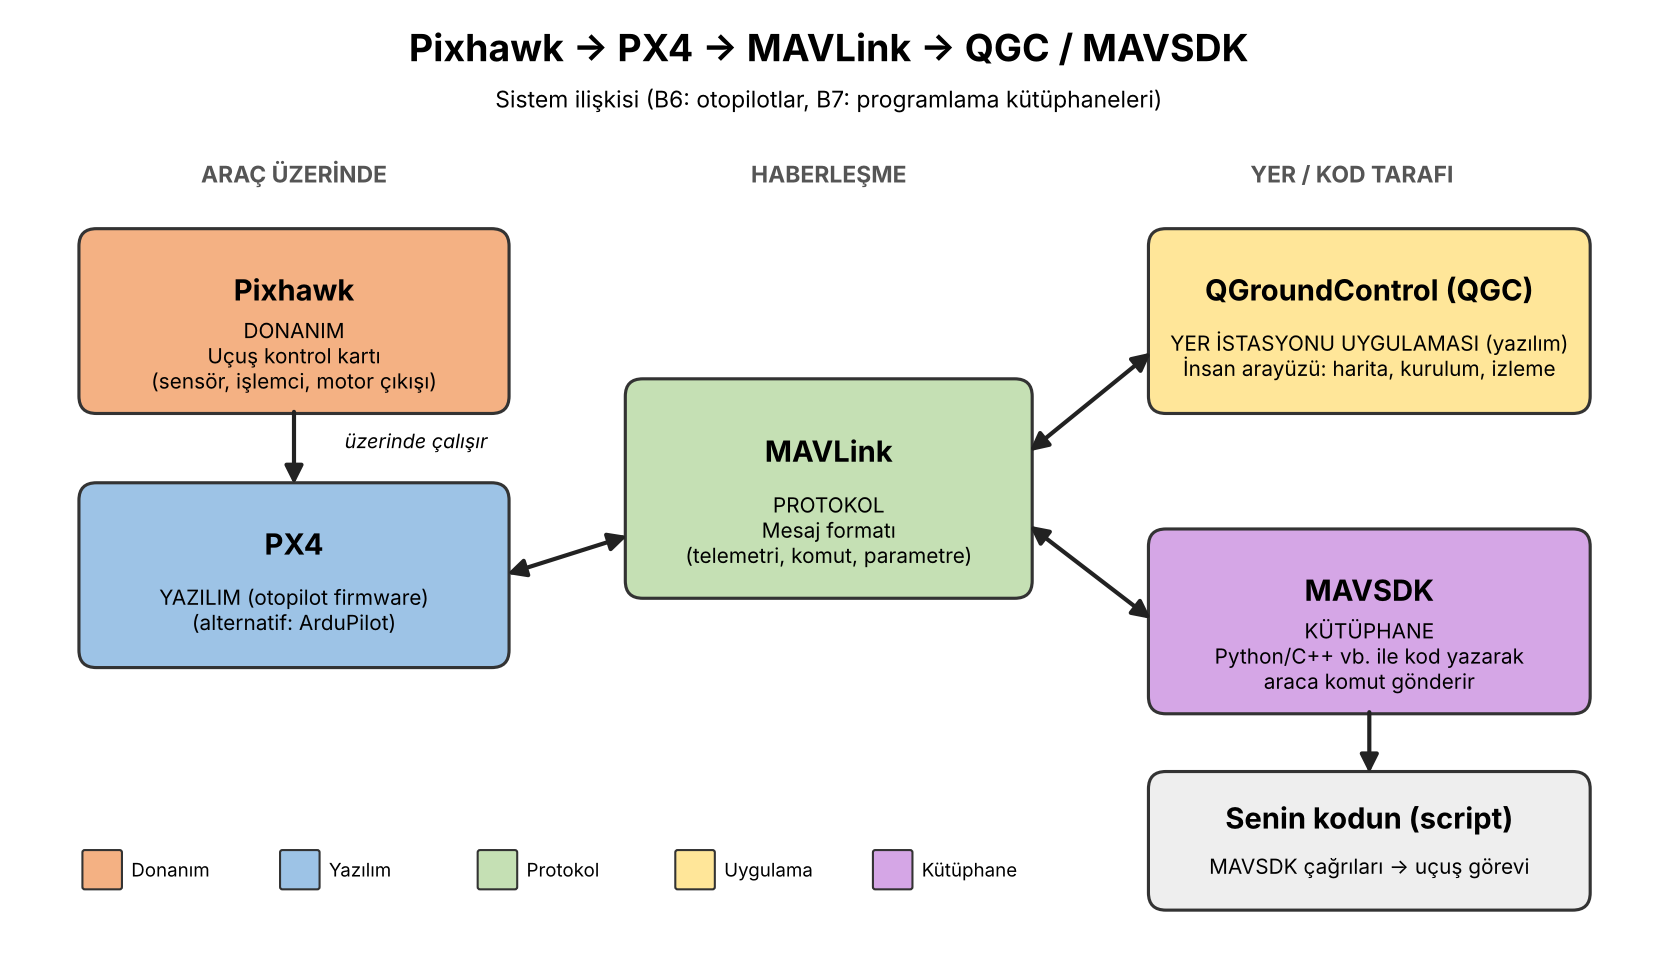 Pixhawk → PX4 → MAVLink → QGC / MAVSDK
Sistem ilişkisi (B6: otopilotlar, B7: programlama kütüphaneleri)
ARAÇ ÜZERİNDE
HABERLEŞME
YER / KOD TARAFI
Pixhawk
DONANIM
Uçuş kontrol kartı
(sensör, işlemci, motor çıkışı)
üzerinde çalışır
PX4
YAZILIM (otopilot firmware)
(alternatif: ArduPilot)
MAVLink
PROTOKOL
Mesaj formatı
(telemetri, komut, parametre)
QGroundControl (QGC)
YER İSTASYONU UYGULAMASI (yazılım)
İnsan arayüzü: harita, kurulum, izleme
MAVSDK
KÜTÜPHANE
Python/C++ vb. ile kod yazarak
araca komut gönderir
Senin kodun (script)
MAVSDK çağrıları → uçuş görevi
Donanım
Yazılım
Protokol
Uygulama
Kütüphane